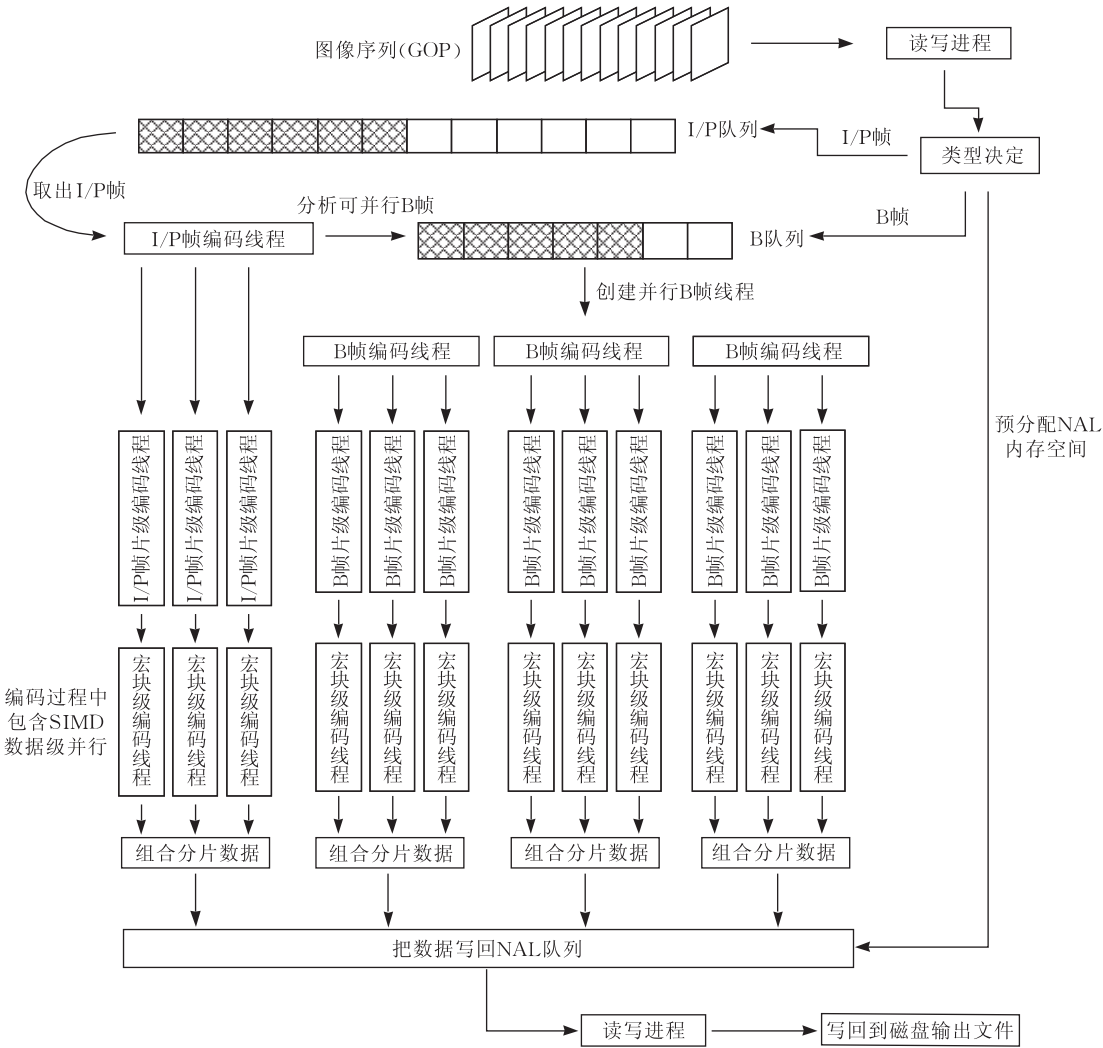 图像序列(GOP)
读写进程
I/P队列
I/P帧
类型决定
取出I/P帧
分析可并行B帧
B帧
I/P帧编码线程
B队列
创建并行B帧线程
B帧编码线程
B帧编码线程
B帧编码线程
预分配NAL
内存空间
I/P帧片级编码线程
I/P帧片级编码线程
I/P帧片级编码线程
B帧片级编码线程
B帧片级编码线程
B帧片级编码线程
B帧片级编码线程
B帧片级编码线程
B帧片级编码线程
B帧片级编码线程
B帧片级编码线程
B帧片级编码线程
编码过程中
包含SIMD
数据级并行
宏块级编码线程
宏块级编码线程
宏块级编码线程
宏块级编码线程
宏块级编码线程
宏块级编码线程
宏块级编码线程
宏块级编码线程
宏块级编码线程
宏块级编码线程
宏块级编码线程
宏块级编码线程
组合分片数据
组合分片数据
组合分片数据
组合分片数据
把数据写回NAL队列
读写进程
写回到磁盘输出文件